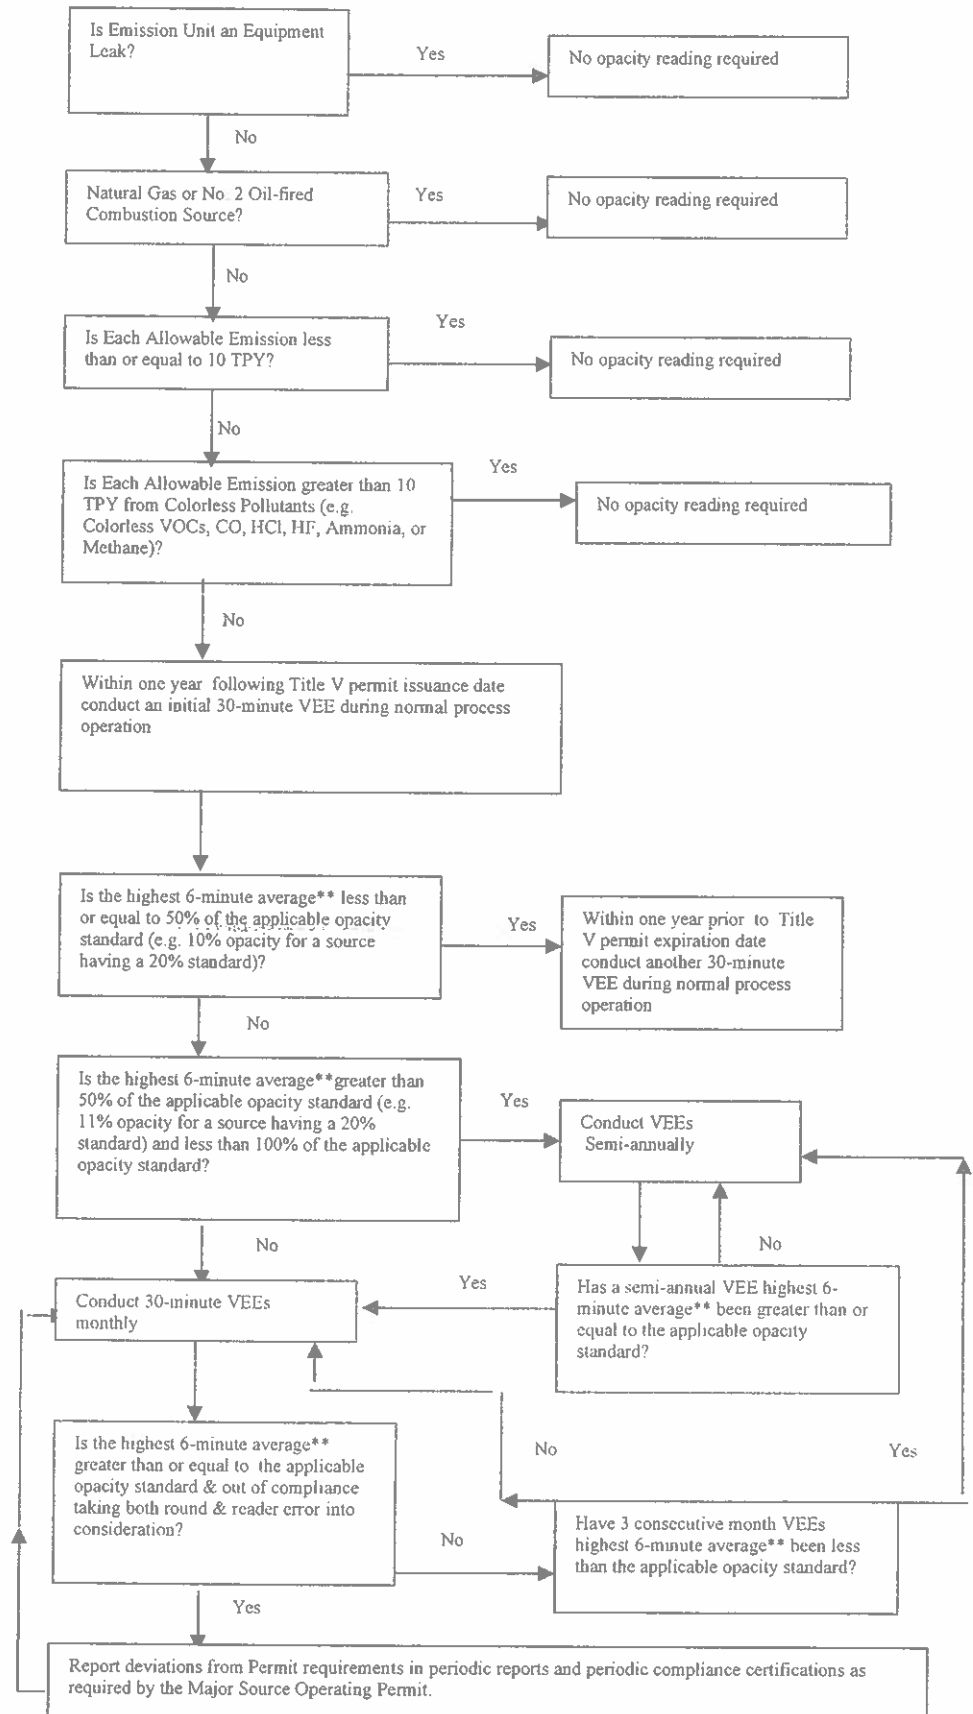 Is Emission Unit an Equipment
Leak?
Yes
No opacity reading required
No
Natural Gas or No. 2 Oil-fired
Combustion Source?
Yes
No opacity reading required
No
Is Each Allowable Emission less
than or equal to 10 TPY?
Yes
No opacity reading required
No
Is Each Allowable Emission greater than 10
TPY from Colorless Pollutants (e.g.
Colorless VOCs, CO, HCl, HF, Ammonia, or
Methane)?
Yes
No opacity reading required
No
Within one year following Title V permit issuance date
conduct an initial 30-minute VEE during normal process
operation
Is the highest 6-minute average** less than
or equal to 50% of the applicable opacity
standard (e.g. 10% opacity for a source
having a 20% standard)?
Yes
Within one year prior to Title
V permit expiration date
conduct another 30-minute
VEE during normal process
operation
No
Is the highest 6-minute average**greater than
50% of the applicable opacity standard (e.g.
11% opacity for a source having a 20%
standard) and less than 100% of the applicable
opacity standard?
Yes
Conduct VEEs
Semi-annually
No
No
Conduct 30-minute VEEs
monthly
Yes
Has a semi-annual VEE highest 6-
minute average** been greater than or
equal to the applicable opacity
standard?
Is the highest 6-minute average**
greater than or equal to the applicable
opacity standard & out of compliance
taking both round & reader error into
consideration?
No
Yes
No
Have 3 consecutive month VEEs
highest 6-minute average** been less
than the applicable opacity standard?
Yes
Report deviations from Permit requirements in periodic reports and periodic compliance certifications as
required by the Major Source Operating Permit.